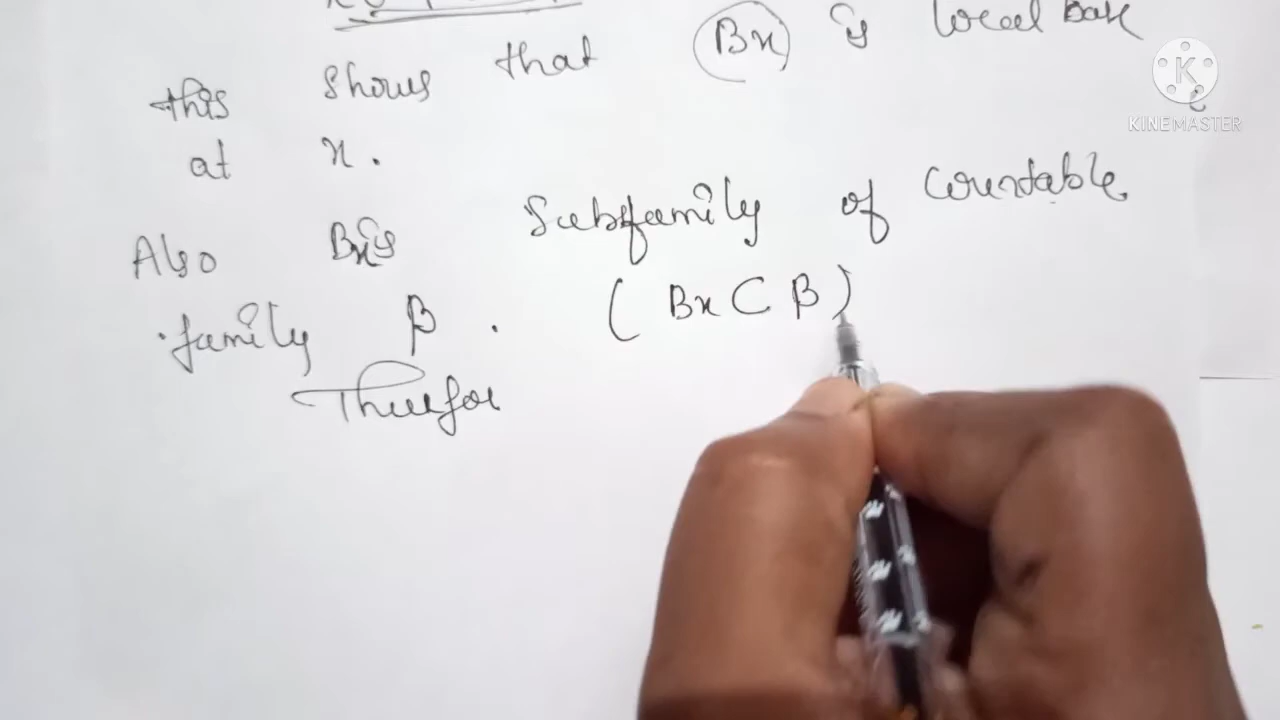 this shows that Bx is local base
at x.
Also Bx is subfamily of countable
family β. (Bx ⊂ β)
Therefor
K
KINEMASTER